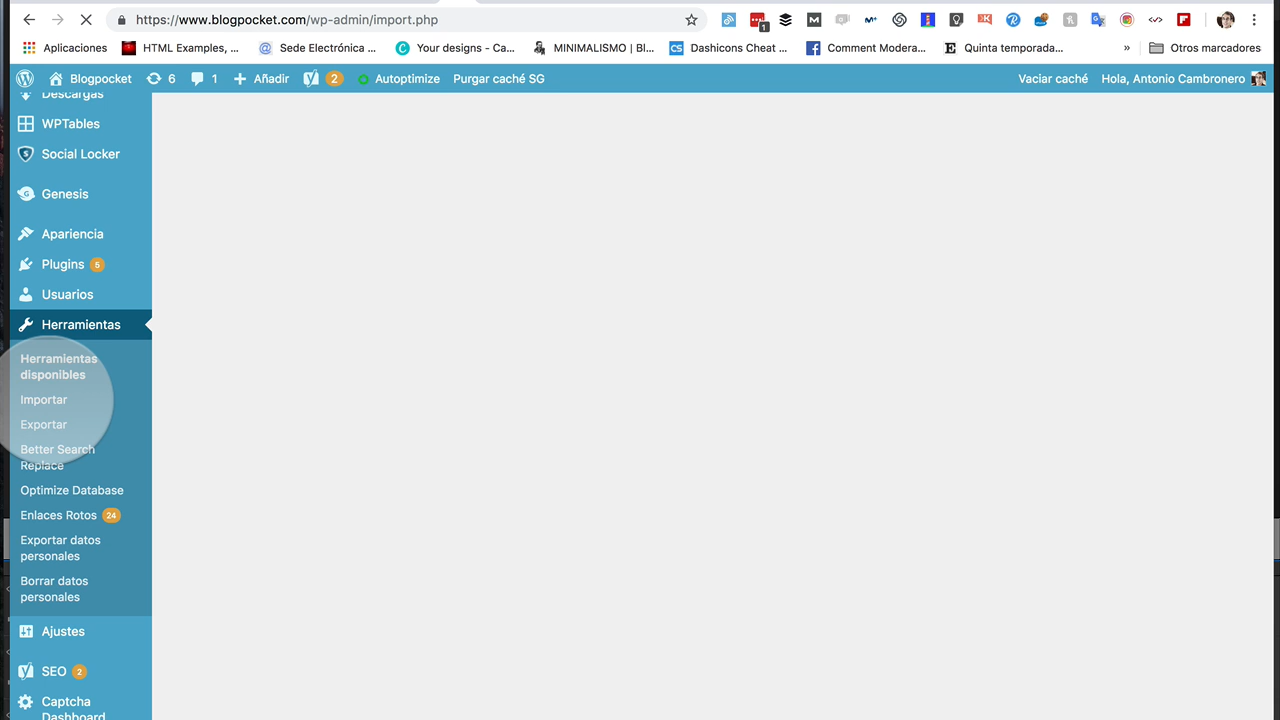 https://www.blogpocket.com/wp-admin/import.php
1
Aplicaciones
HTML Examples, ...
Sede Electrónica ...
Your designs - Ca...
MINIMALISMO | Bl...
CS
Dashicons Cheat ...
Comment Modera...
Quinta temporada...
»
Otros marcadores
Blogpocket
6
1
Añadir
2
Autoptimize
Purgar caché SG
Vaciar caché
Hola, Antonio Cambronero
Descargas
WPTables
Social Locker
Genesis
Apariencia
Plugins 6
Usuarios
Herramientas
Herramientas
disponibles
Importar
Exportar
Better Search
Replace
Optimize Database
Enlaces Rotos 24
Exportar datos
personales
Borrar datos
personales
Ajustes
SEO 2
Captcha
Dashboard